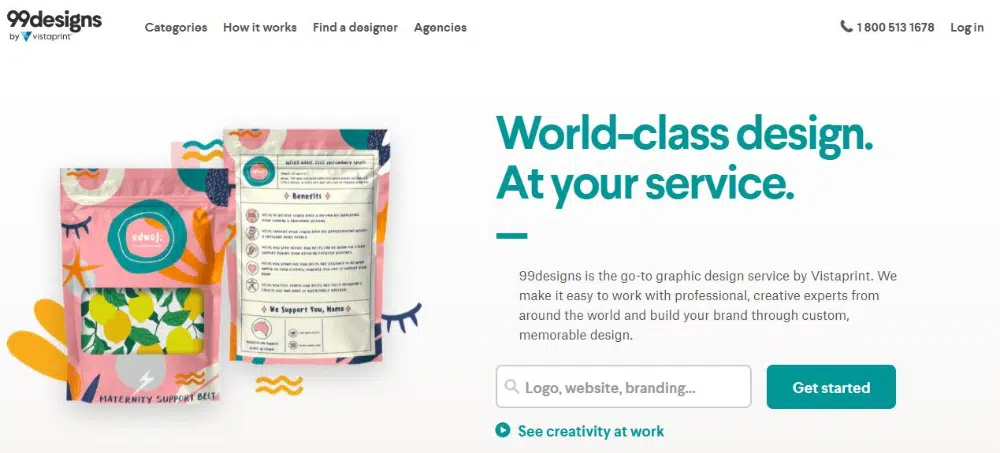 99designs
by vistaprint
Categories How it works Find a designer Agencies
1 800 513 1678 Log in
World-class design.
At your service.
99designs is the go-to graphic design service by Vistaprint. We
make it easy to work with professional, creative experts from
around the world and build your brand through custom,
memorable design.
Logo, website, branding...
Get started
See creativity at work
Benefits
We Support You, Mama
MATERNITY SUPPORT BELT